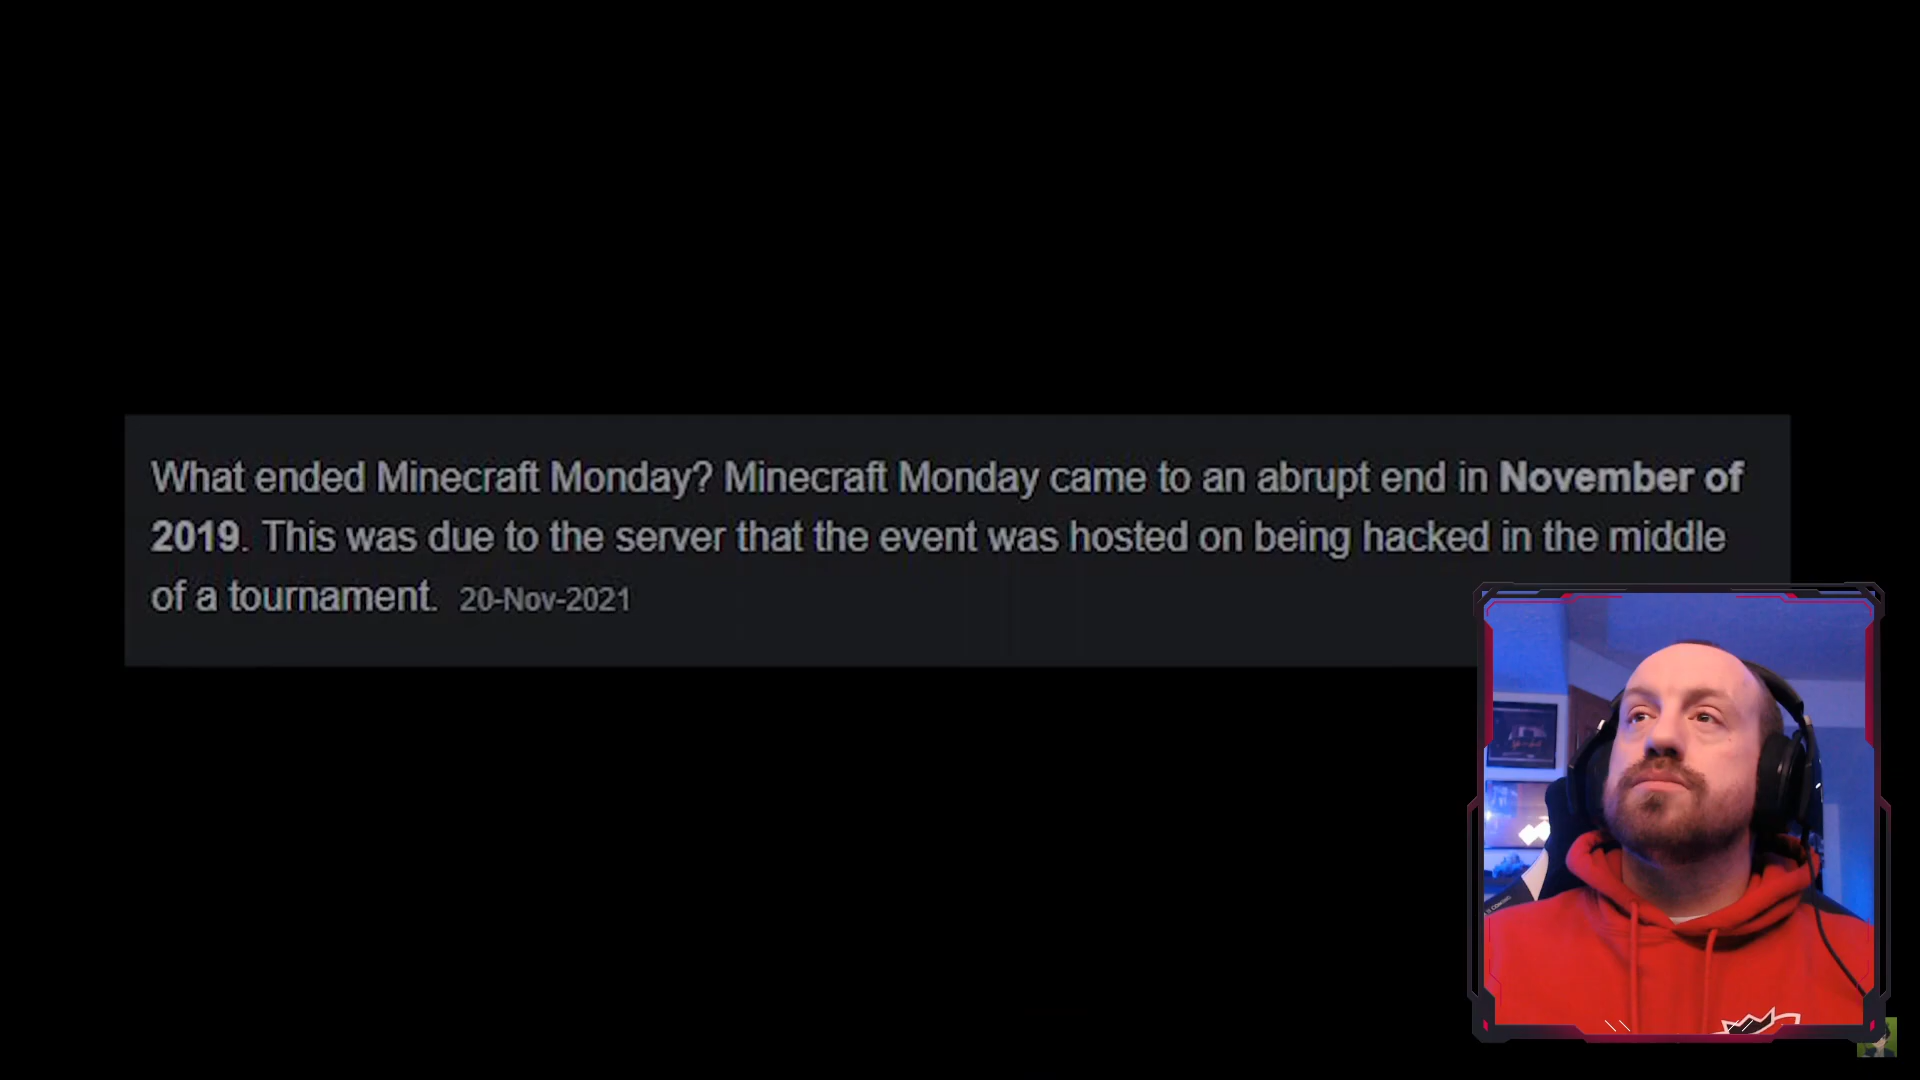 What ended Minecraft Monday? Minecraft Monday came to an abrupt end in November of
2019. This was due to the server that the event was hosted on being hacked in the middle
of a tournament. 20-Nov-2021